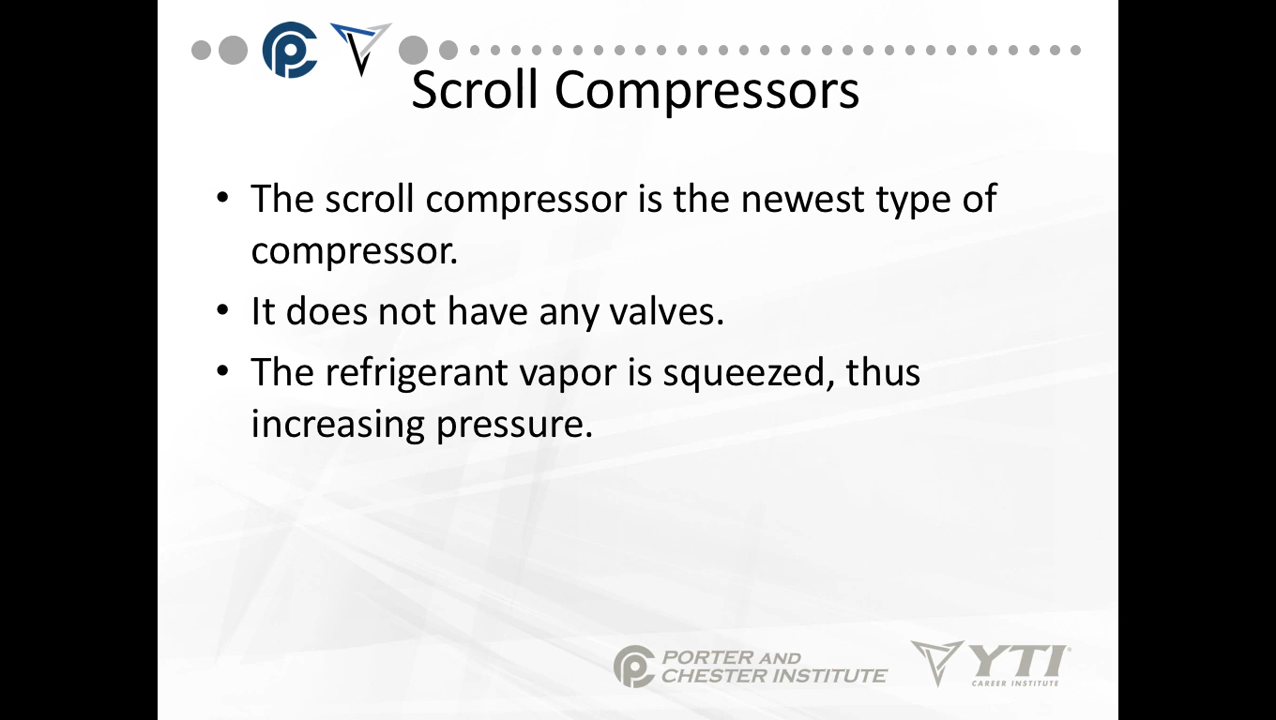 Scroll Compressors
• The scroll compressor is the newest type of
compressor.
• It does not have any valves.
• The refrigerant vapor is squeezed, thus
increasing pressure.
PORTER AND
CHESTER INSTITUTE
YTI®
CAREER INSTITUTE